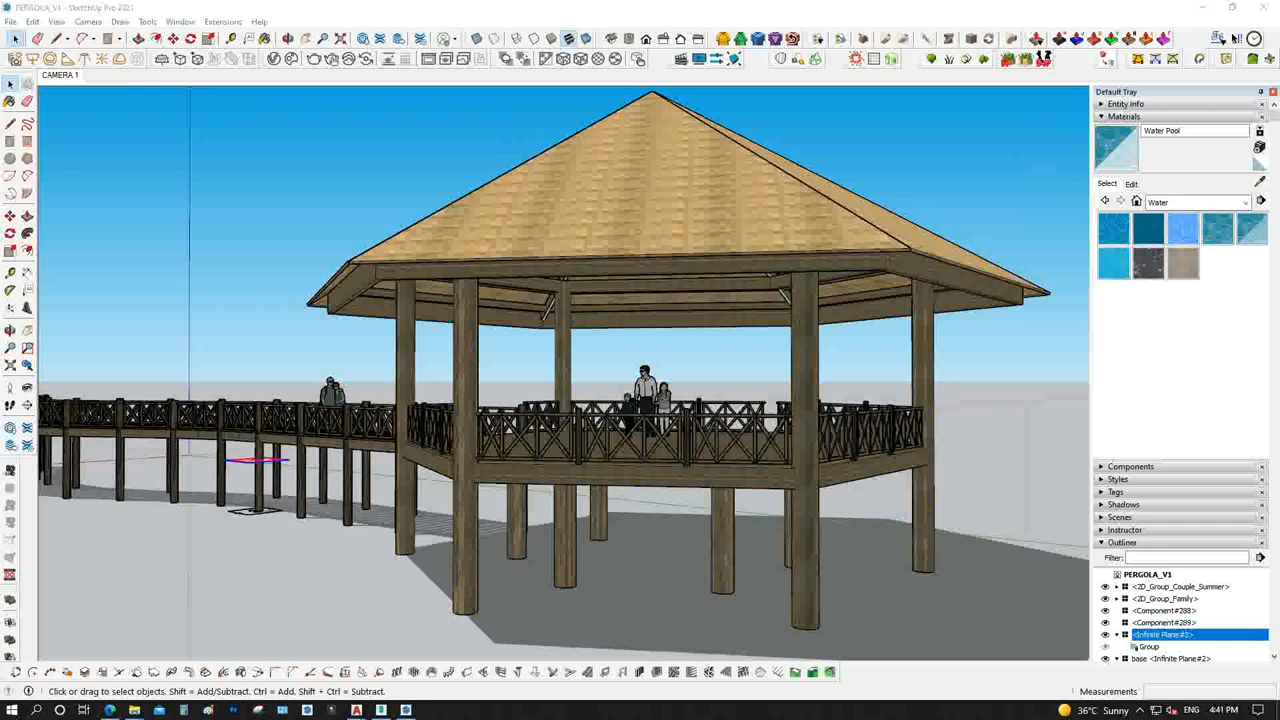 PERGOLA_V1 - SketchUp Pro 2021
File Edit View Camera Draw Tools Window Extensions Help
CAMERA 1
Default Tray
Entity Info
Materials
Water Pool
Select Edit
Water
Components
Styles
Tags
Shadows
Scenes
Instructor
Outliner
Filter:
PERGOLA_V1
<2D_Group_Couple_Summer>
<2D_Group_Family>
<Component#288>
<Component#289>
<Infinite Plane#3>
Group
base <Infinite Plane#2>
Click or drag to select objects. Shift = Add/Subtract. Ctrl = Add. Shift + Ctrl = Subtract.
Measurements
36°C Sunny ENG 4:41 PM